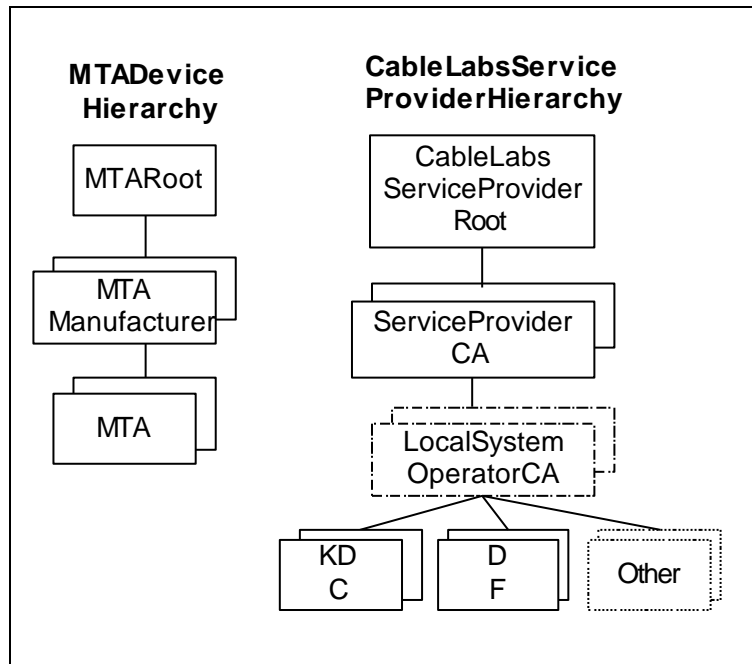 MTADevice
Hierarchy
MTARoot
MTA
Manufacturer
MTA
CableLabsService
ProviderHierarchy
CableLabs
ServiceProvider
Root
ServiceProvider
CA
LocalSystem
OperatorCA
KD
C
D
F
Other